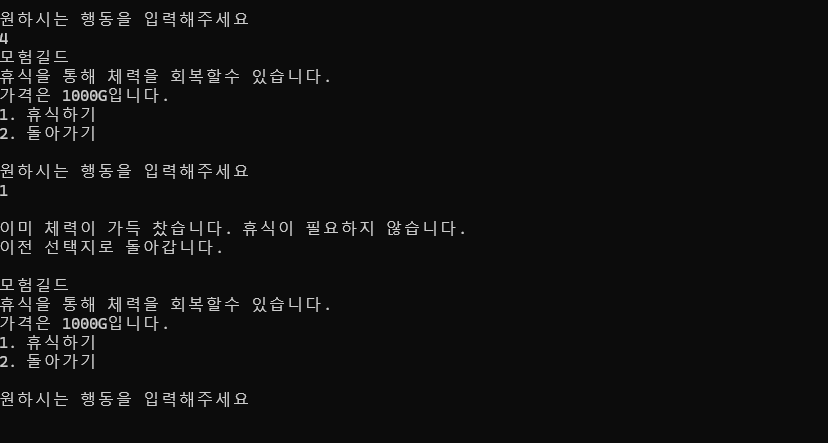 원하시는 행동을 입력해주세요
4
모험길드
휴식을 통해 체력을 회복할수 있습니다.
가격은 1000G입니다.
1. 휴식하기
2. 돌아가기
원하시는 행동을 입력해주세요
1
이미 체력이 가득 찼습니다. 휴식이 필요하지 않습니다.
이전 선택지로 돌아갑니다.
모험길드
휴식을 통해 체력을 회복할수 있습니다.
가격은 1000G입니다.
1. 휴식하기
2. 돌아가기
원하시는 행동을 입력해주세요